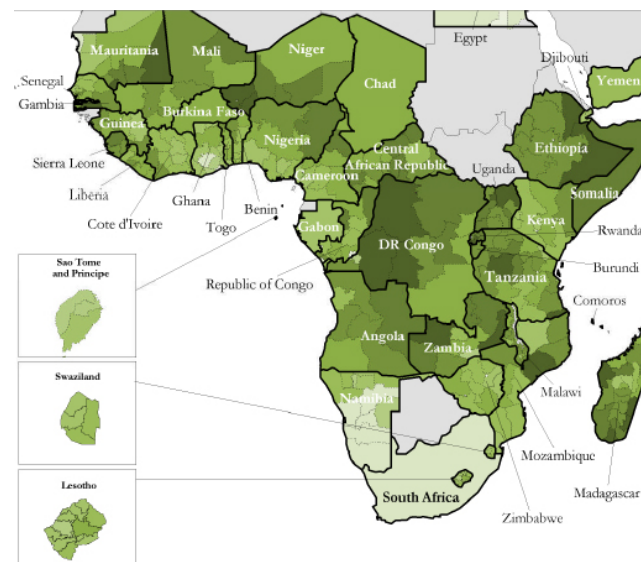 Egypt
Djibouti
Mauritania
Mali
Niger
Chad
Yemen
Senegal
Gambia
Burkina Faso
Guinea
Nigeria
Central
African Republic
Ethiopia
Sierra Leone
Cameroon
Uganda
Liberia
Ghana
Somalia
Cote d'Ivoire
Togo
Benin
Gabon
DR Congo
Kenya
Rwanda
Sao Tome
and Principe
Republic of Congo
Tanzania
Burundi
Comoros
Angola
Zambia
Swaziland
Malawi
Namibia
Mozambique
Lesotho
South Africa
Zimbabwe
Madagascar